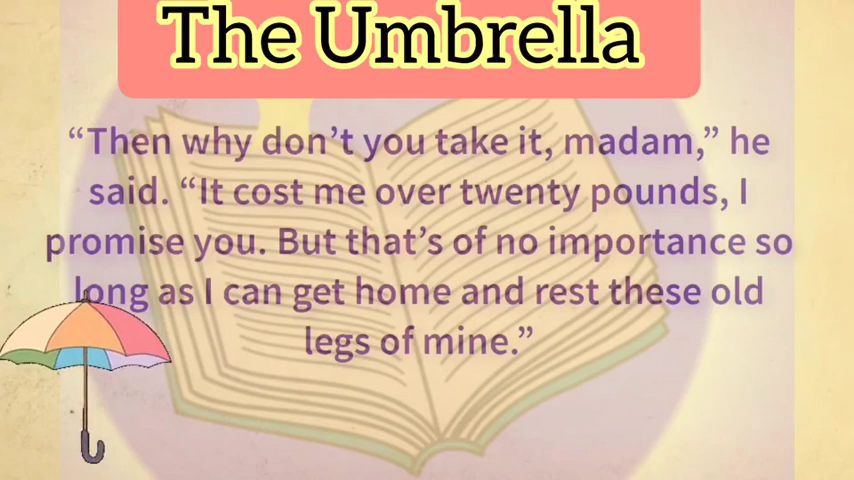 The Umbrella
“Then why don’t you take it, madam,” he
said. “It cost me over twenty pounds, I
promise you. But that’s of no importance so
long as I can get home and rest these old
legs of mine.”